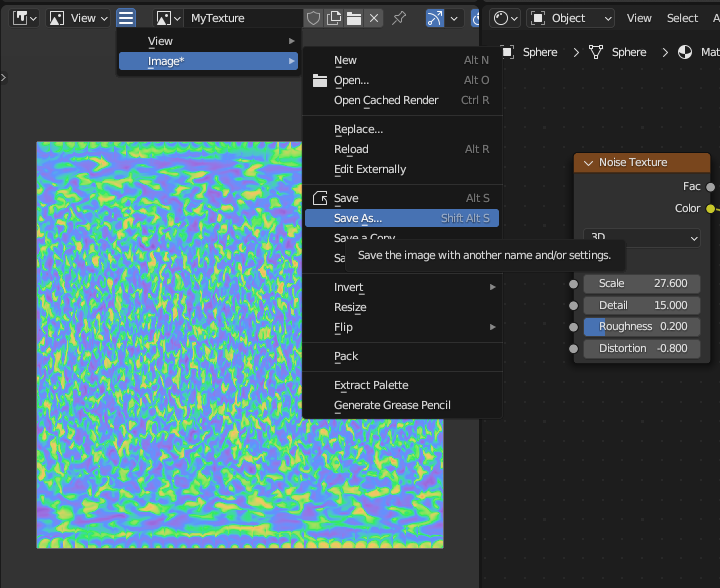 View MyTexture Object View Select A
View
Image*
New Alt N
Open... Alt O
Open Cached Render Ctrl R
Replace...
Reload Alt R
Edit Externally
Save Alt S
Save As... Shift Alt S
Save a Copy
Sa
Save the image with another name and/or settings.
Invert
Resize
Flip
Pack
Extract Palette
Generate Grease Pencil
Sphere Sphere Mat
Noise Texture
Fac
Color
3D
Scale 27.600
Detail 15.000
Roughness 0.200
Distortion -0.800